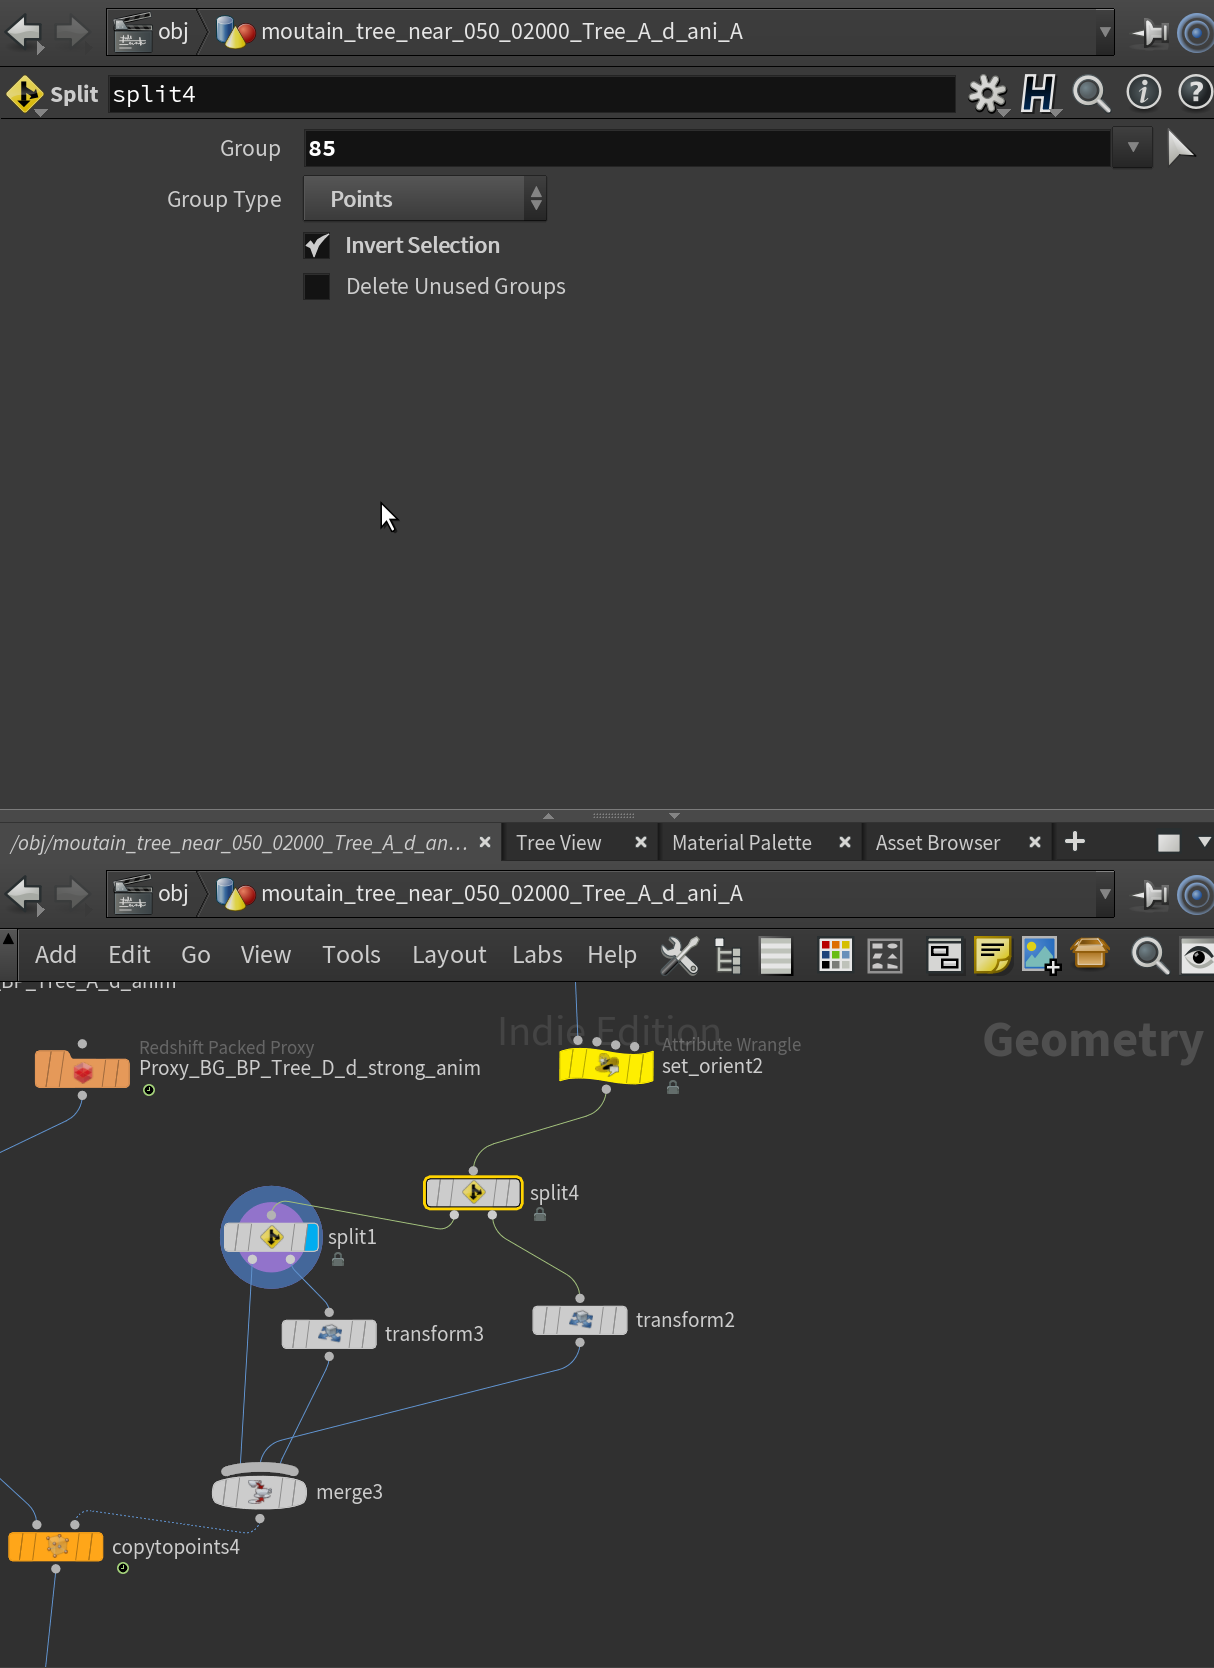 obj moutain_tree_near_050_02000_Tree_A_d_ani_A
Split split4
Group 85
Group Type Points
Invert Selection
Delete Unused Groups
/obj/moutain_tree_near_050_02000_Tree_A_d_an... Tree View Material Palette Asset Browser
obj moutain_tree_near_050_02000_Tree_A_d_ani_A
Add Edit Go View Tools Layout Labs Help
_BP_Tree_A_d_anim
Indie Edition
Geometry
Redshift Packed Proxy
Proxy_BG_BP_Tree_D_d_strong_anim
Attribute Wrangle
set_orient2
split4
split1
transform3
transform2
merge3
copytopoints4